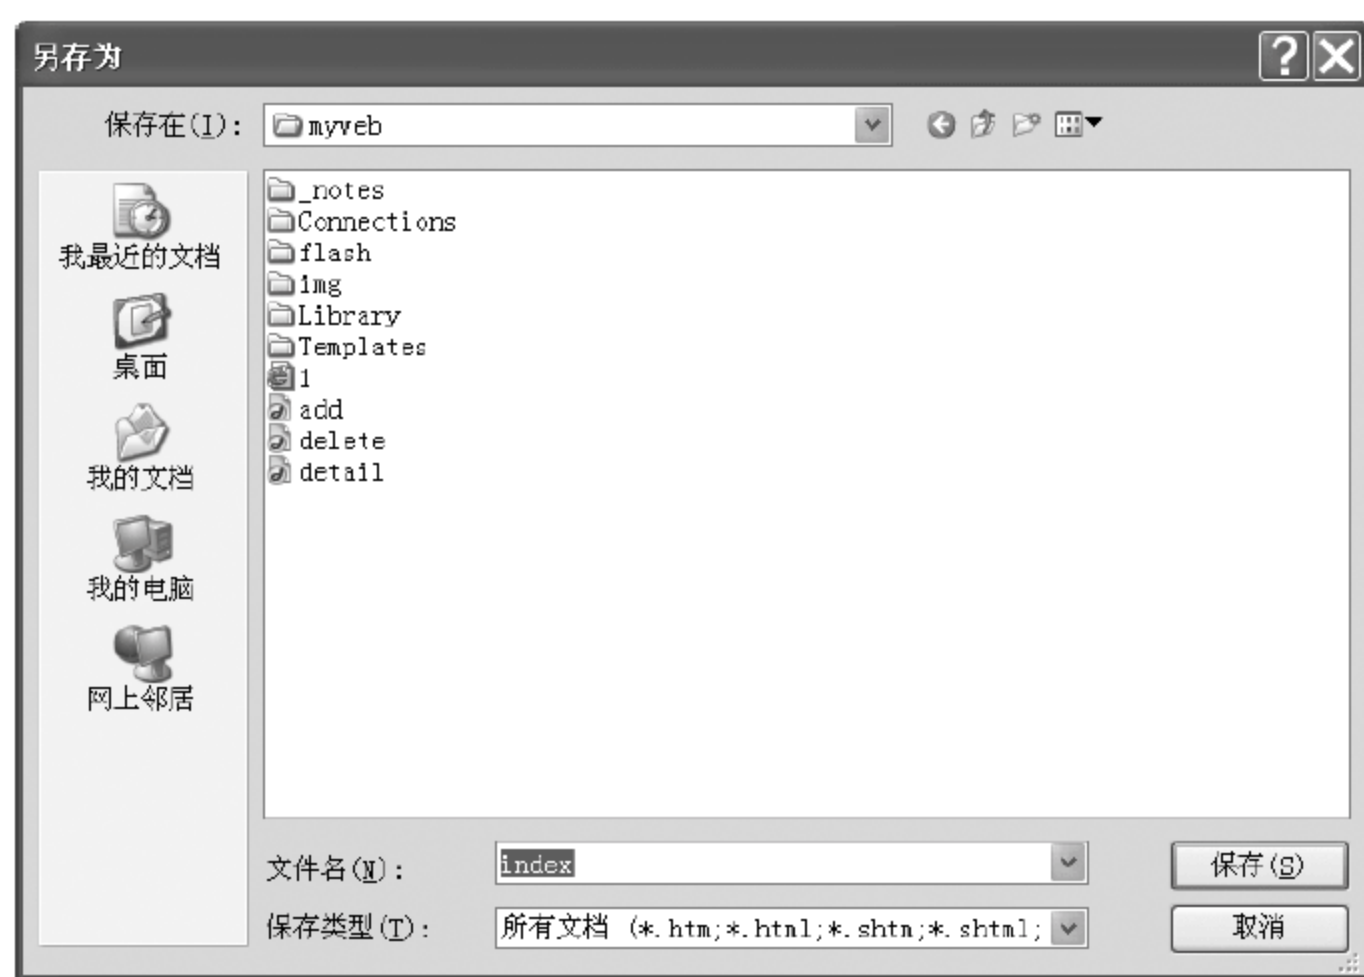 另存为
保存在(I):
myweb
我最近的文档
桌面
我的文档
我的电脑
网上邻居
_notes
Connections
flash
img
Library
Templates
1
add
delete
detail
文件名(N):
index
保存(S)
保存类型(T):
所有文档 (*.htm;*.html;*.shtm;*.shtml;
取消